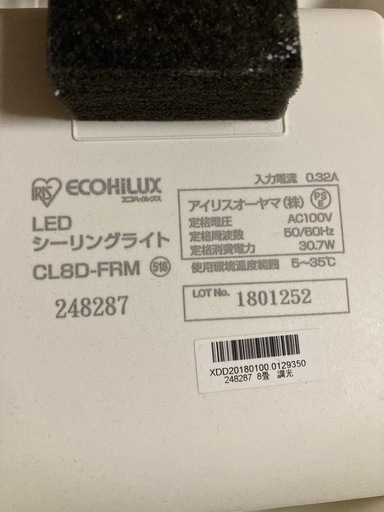 IRIS ECOHiLUX
エコハイルクス
LED
シーリングライト
CL8D-FRM 516
248287
入力電流 0.32A
アイリスオーヤマ(株) PSE
定格電圧 AC100V
定格周波数 50/60Hz
定格消費電力 30.7W
使用環境温度範囲 5~35℃
LOT No. 1801252
XDD20180100.0129350
248287 8畳 調光